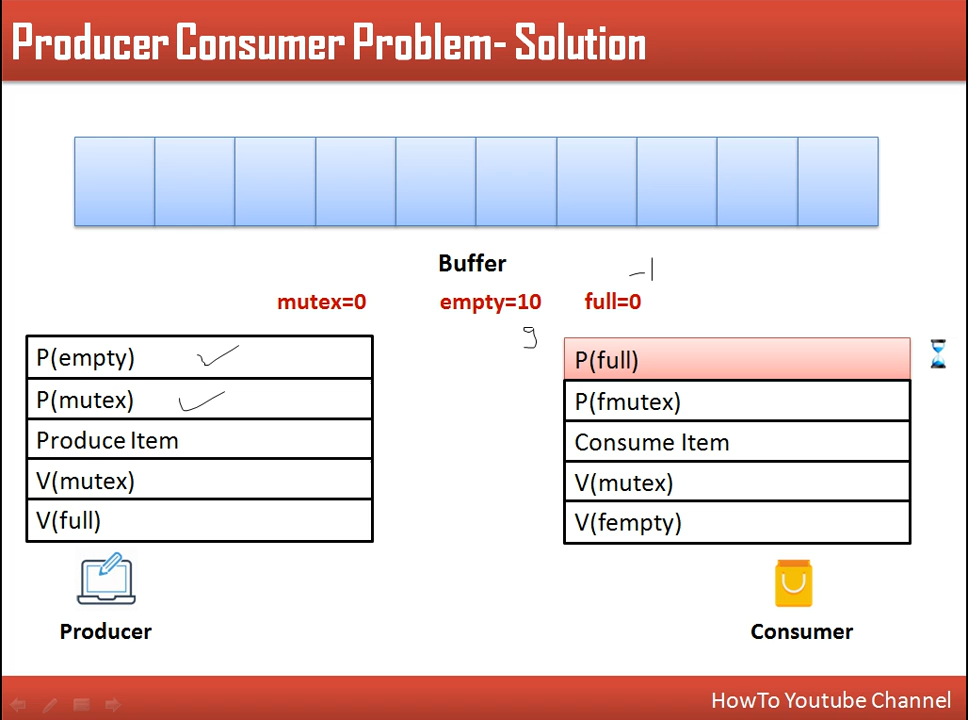 Producer Consumer Problem- Solution
Buffer
-1
mutex=0 empty=10 full=0
9
P(empty)
P(mutex)
Produce Item
V(mutex)
V(full)
P(full)
P(fmutex)
Consume Item
V(mutex)
V(fempty)
Producer
Consumer
HowTo Youtube Channel